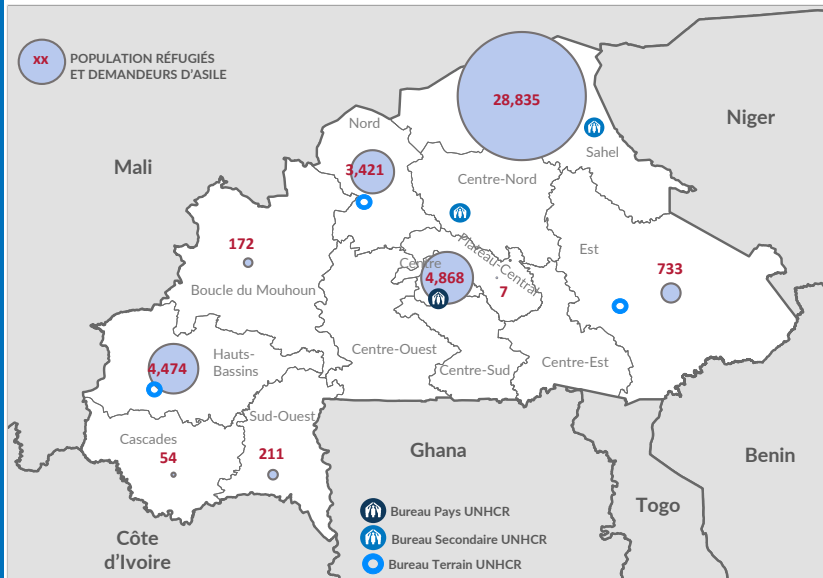 xx
POPULATION RÉFUGIÉS
ET DEMANDEURS D'ASILE
28,835
Niger
Nord
Sahel
Mali
3,421
Centre-Nord
172
Est
Centre
Plateau-Central
733
4,868
7
Boucle du Mouhoun
Hauts-
Bassins
4,474
Centre-Ouest
Centre-Sud
Centre-Est
Sud-Ouest
Cascades
54
211
Ghana
Benin
Togo
Côte
d'Ivoire
Bureau Pays UNHCR
Bureau Secondaire UNHCR
Bureau Terrain UNHCR